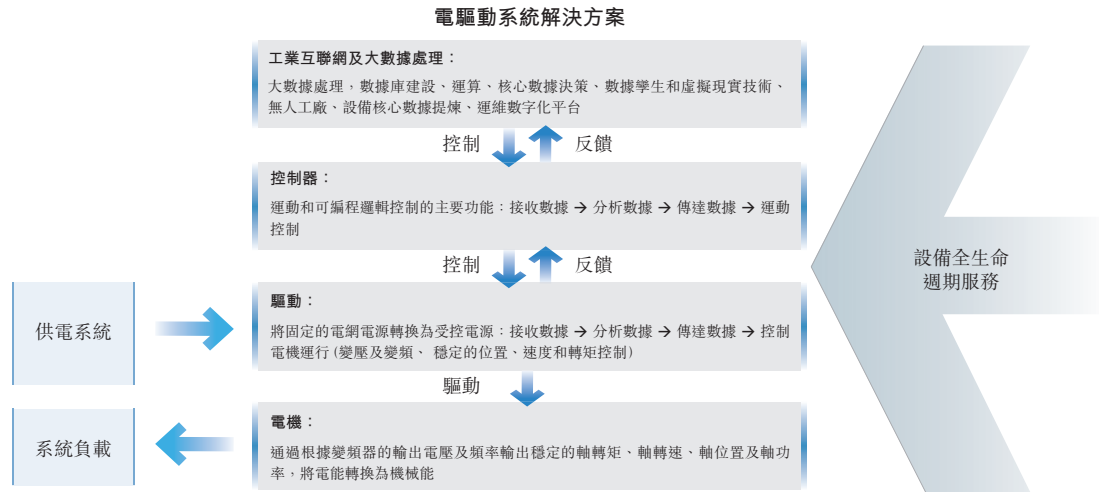 電驅動系統解決方案
工業互聯網及大數據處理：
大數據處理，數據庫建設、運算、核心數據決策、數據孿生和虛擬現實技術、
無人工廠、設備核心數據提煉、運維數字化平台
控制
反饋
控制器：
運動和可編程邏輯控制的主要功能：接收數據 → 分析數據 → 傳達數據 → 運動
控制
控制
反饋
設備全生命
週期服務
供電系統
驅動：
將固定的電網電源轉換為受控電源：接收數據 → 分析數據 → 傳達數據 → 控制
電機運行 (變壓及變頻、 穩定的位置、速度和轉矩控制)
驅動
系統負載
電機：
通過根據變頻器的輸出電壓及頻率輸出穩定的軸轉矩、軸轉速、軸位置及軸功
率，將電能轉換為機械能